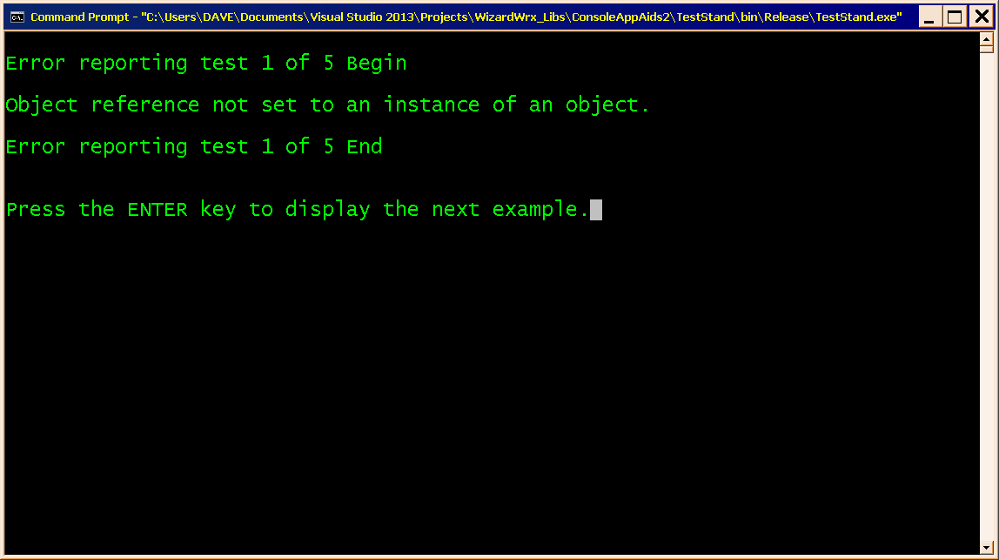 Command Prompt - "C:\Users\DAVE\Documents\Visual Studio 2013\Projects\WizardWrx_Libs\ConsoleAppAids2\TestStand\bin\Release\TestStand.exe"
Error reporting test 1 of 5 Begin
Object reference not set to an instance of an object.
Error reporting test 1 of 5 End
Press the ENTER key to display the next example.